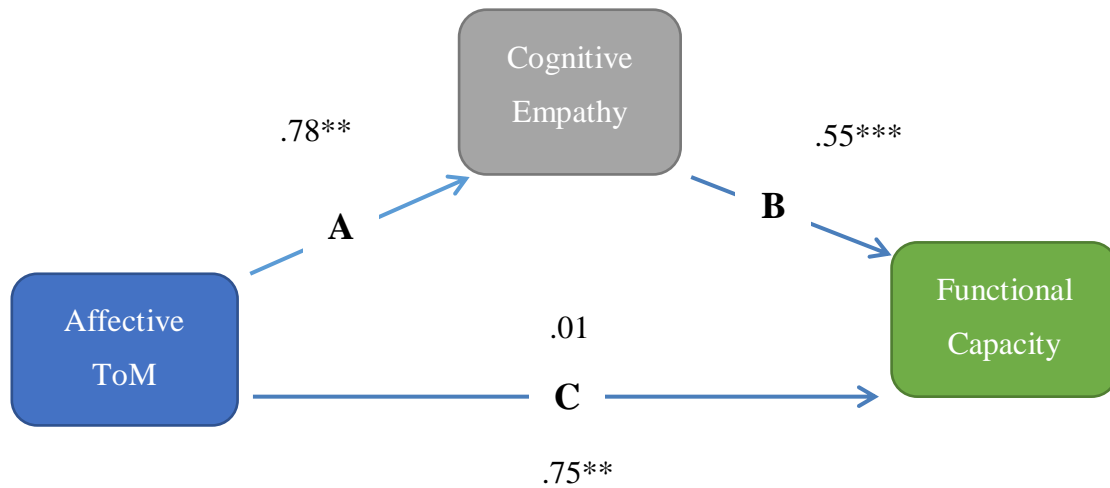 Cognitive
Empathy
.78**
.55***
A
B
Affective
ToM
.01
C
.75**
Functional
Capacity